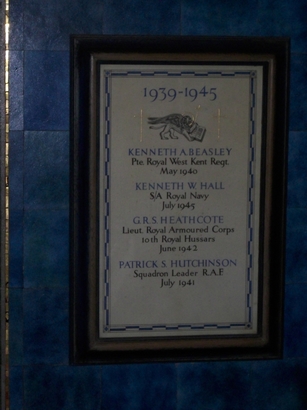 1939-1945
KENNETH A. BEASLEY
Pte. Royal West Kent Regt.
May 1940
KENNETH W. HALL
S/A Royal Navy
July 1945
G.R.S. HEATHCOTE
Lieut. Royal Armoured Corps
10th Royal Hussars
June 1942
PATRICK S. HUTCHINSON
Squadron Leader R.A.F.
July 1941